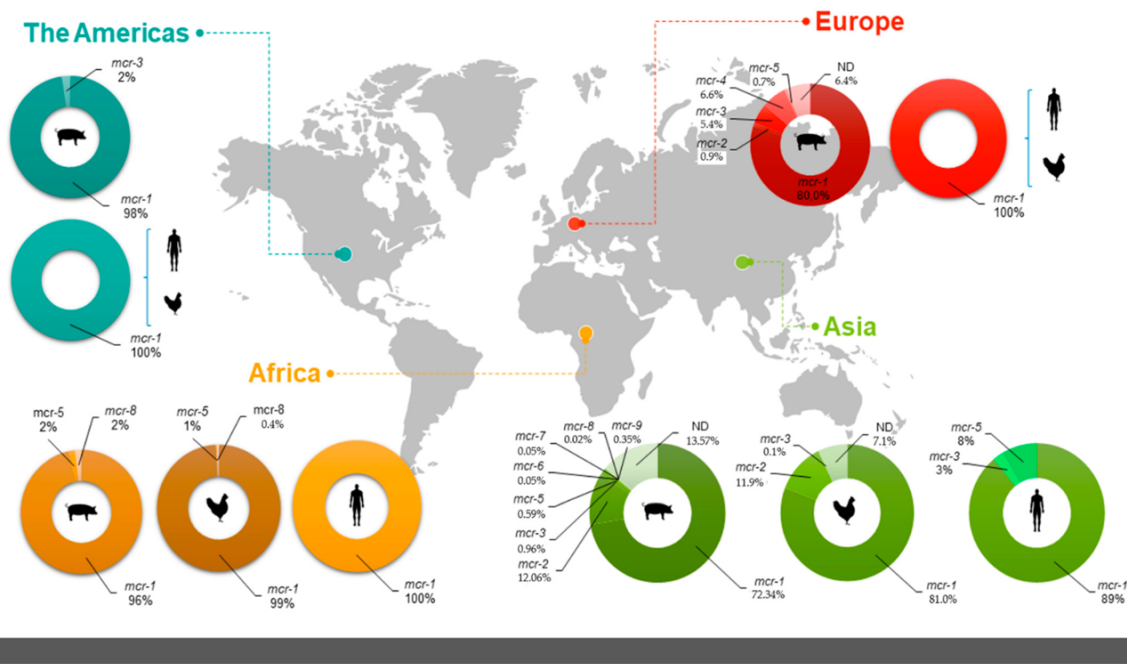 The Americas
mcr-3
2%
mcr-1
98%
mcr-1
100%
Europe
mcr-5
0.7%
ND
6.4%
mcr-4
6.6%
mcr-3
5.4%
mcr-2
0.9%
mcr-1
80.0%
mcr-1
100%
Africa
mcr-5
2%
mcr-8
2%
mcr-1
96%
mcr-5
1%
mcr-8
0.4%
mcr-1
99%
mcr-1
100%
Asia
mcr-7
0.05%
mcr-8
0.02%
mcr-9
0.35%
ND
13.57%
mcr-6
0.05%
mcr-5
0.59%
mcr-3
0.96%
mcr-2
12.06%
mcr-1
72.34%
mcr-3
0.1%
ND
7.1%
mcr-2
11.9%
mcr-1
81.0%
mcr-5
8%
mcr-3
3%
mcr-1
89%